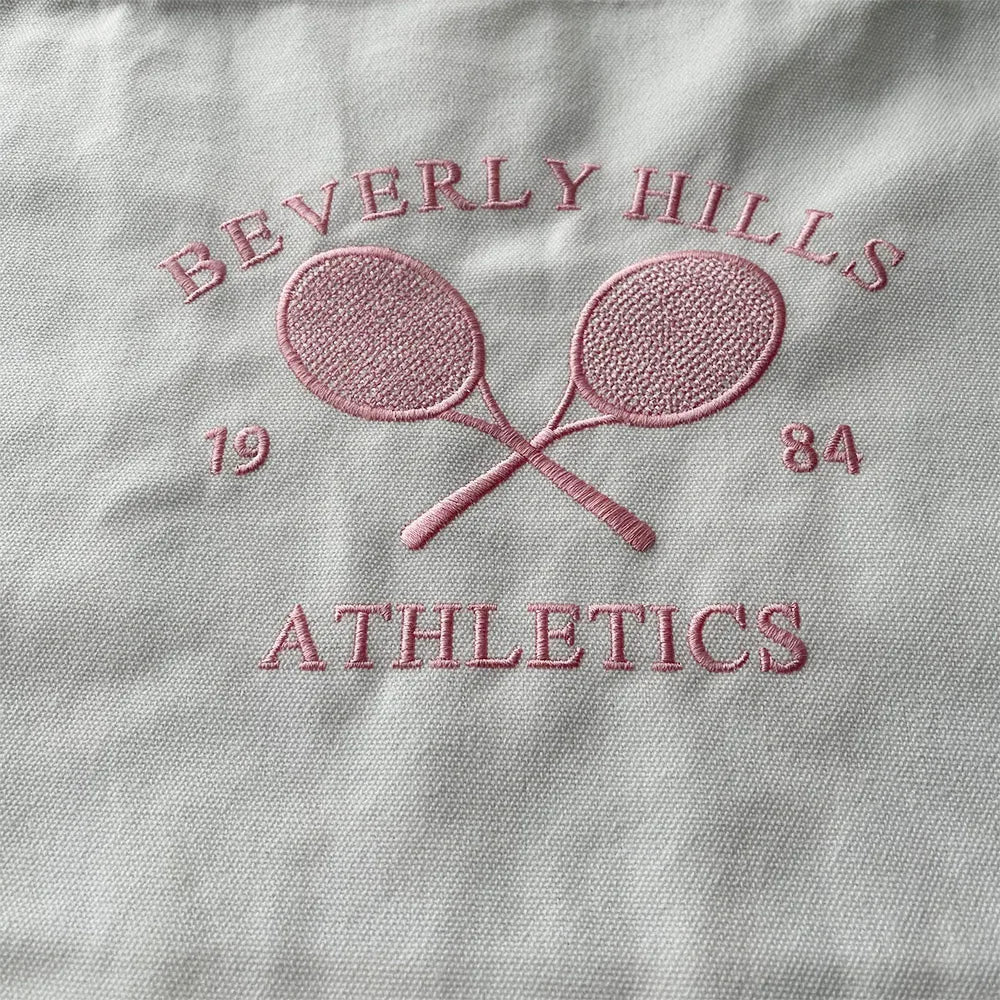 BEVERLY HILLS
19 84
ATHLETICS